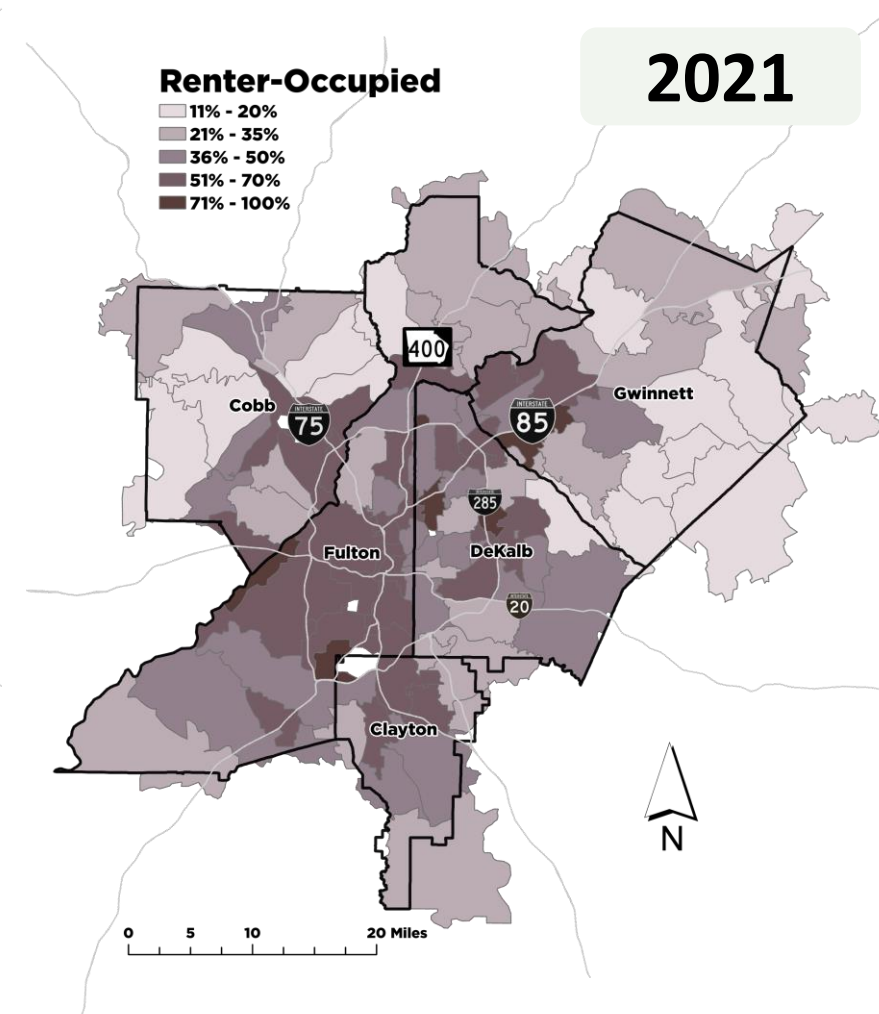 2021
Renter-Occupied
11% - 20%
21% - 35%
36% - 50%
51% - 70%
71% - 100%
400
Gwinnett
Cobb
INTERSTATE
75
INTERSTATE
85
285
Fulton
DeKalb
20
Clayton
N
0 5 10 20 Miles